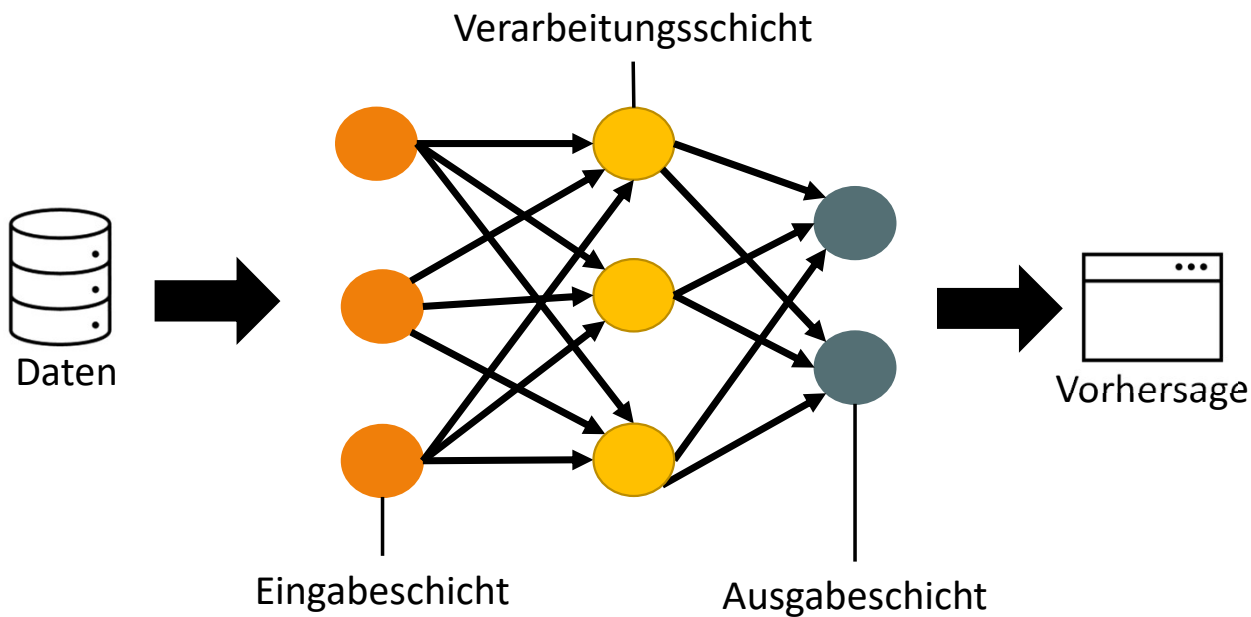 Verarbeitungsschicht
Daten
Vorhersage
Eingabeschicht
Ausgabeschicht